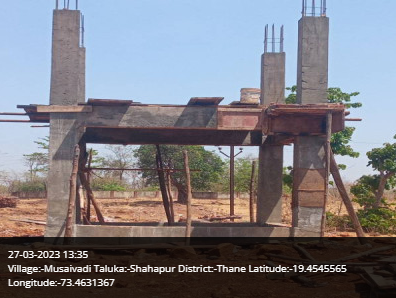 27-03-2023 13:35
Village:-Musaivadi Taluka:-Shahapur District:-Thane Latitude:-19.4545565
Longitude:-73.4631367